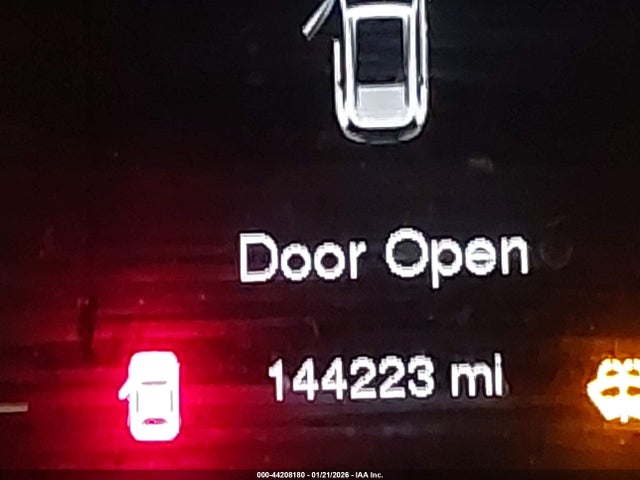 Door Open
144223 mi
000-44208180 - 01/21/2026 - IAA Inc.